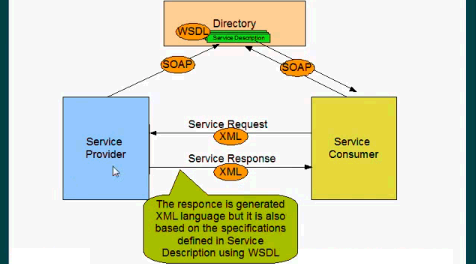 Directory
WSDL
Service Description
SOAP
SOAP
Service Request
XML
Service
Provider
Service
Consumer
Service Response
XML
The responce is generated
XML language but it is also
based on the specifications
defined in Service
Description using WSDL